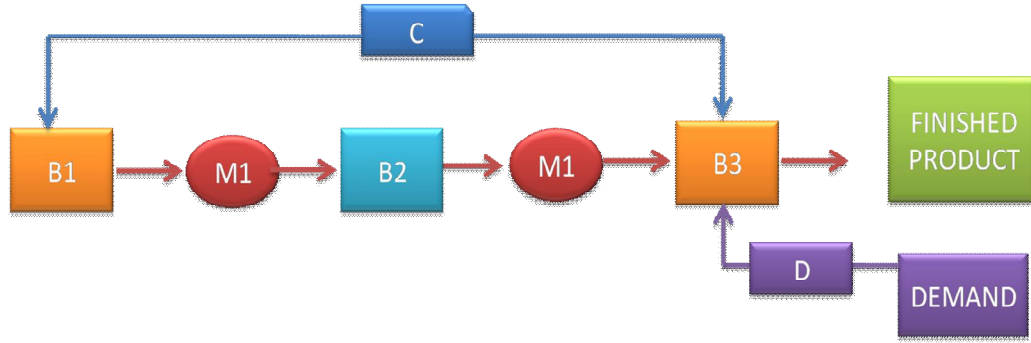 C
B1
M1
B2
M1
B3
FINISHED
PRODUCT
D
DEMAND